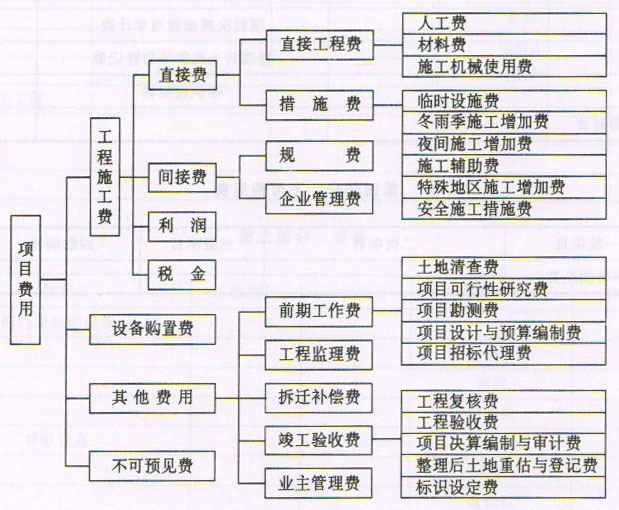 项目费用
工程施工费
直接费
直接工程费
人工费
材料费
施工机械使用费
措施费
临时设施费
冬雨季施工增加费
夜间施工增加费
施工辅助费
特殊地区施工增加费
安全施工措施费
间接费
规费
企业管理费
利润
税金
设备购置费
其他费用
前期工作费
土地清查费
项目可行性研究费
项目勘测费
项目设计与预算编制费
项目招标代理费
工程监理费
拆迁补偿费
竣工验收费
工程复核费
工程验收费
项目决算编制与审计费
整理后土地重估与登记费
标识设定费
业主管理费
不可预见费